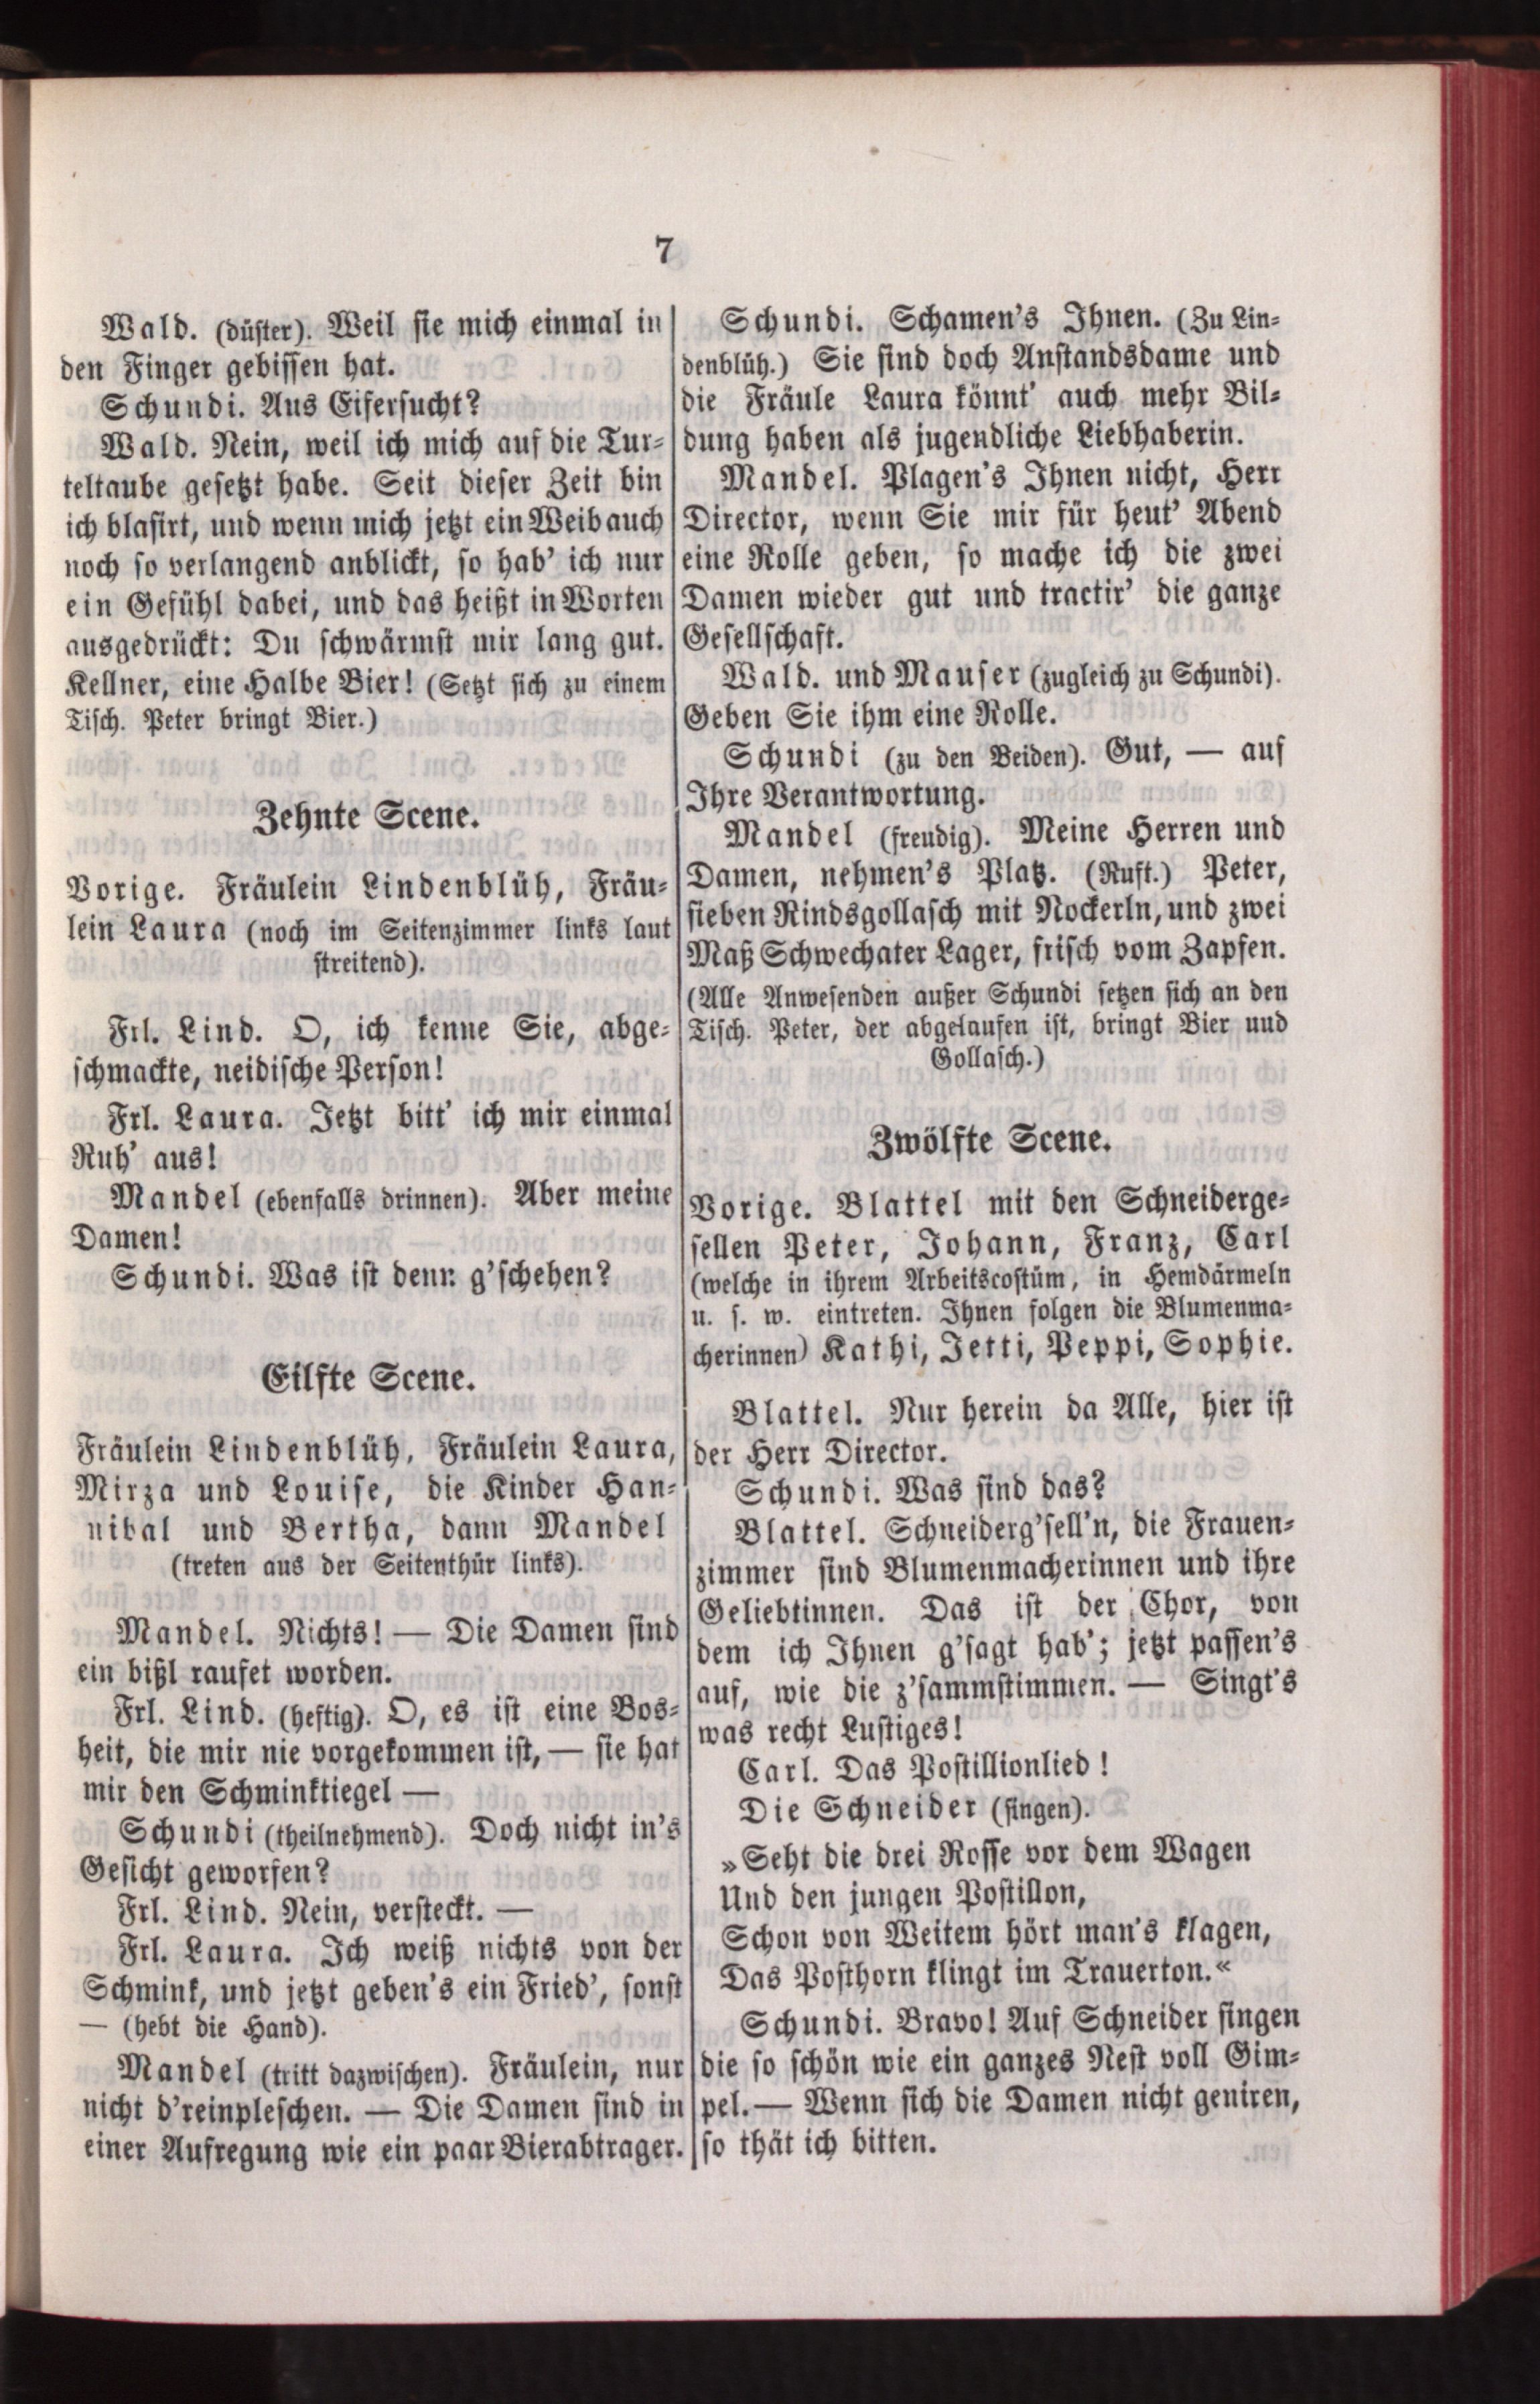 7
Wald. (düster). Weil sie mich einmal in
den Finger gebissen hat.
Schundi. Aus Eifersucht?
Wald. Nein, weil ich mich auf die Tur-
teltaube gesetzt habe. Seit dieser Zeit bin
ich blasirt, und wenn mich jetzt ein Weib auch
noch so verlangend anblickt, so hab' ich nur
ein Gefühl dabei, und das heißt in Worten
ausgedrückt: Du schwärmst mir lang gut.
Kellner, eine Halbe Bier! (Setzt sich zu einem
Tisch. Peter bringt Bier.)
Zehnte Scene.
Vorige. Fräulein Lindenblüh, Fräu-
lein Laura (noch im Seitenzimmer links laut
streitend).
Frl. Lind. O, ich kenne Sie, abge-
schmackte, neidische Person!
Frl. Laura. Jetzt bitt' ich mir einmal
Ruh' aus!
Mandel (ebenfalls drinnen). Aber meine
Damen!
Schundi. Was ist denn g'schehen?
Eilfte Scene.
Fräulein Lindenblüh, Fräulein Laura,
Mirza und Louise, die Kinder Han-
nibal und Bertha, dann Mandel
(treten aus der Seitenthür links).
Mandel. Nichts! — Die Damen sind
ein bißl raufet worden.
Frl. Lind. (heftig). O, es ist eine Bos-
heit, die mir nie vorgekommen ist, — sie hat
mir den Schminktiegel —
Schundi (theilnehmend). Doch nicht in's
Gesicht geworfen?
Frl. Lind. Nein, versteckt. —
Frl. Laura. Ich weiß nichts von der
Schmink, und jetzt geben's ein Fried', sonst
— (hebt die Hand).
Mandel (tritt dazwischen). Fräulein, nur
nicht d'reinpleschen. — Die Damen sind in
einer Aufregung wie ein paar Bierabtrager.
Schundi. Schamen's Ihnen. (Zu Lin-
denblüh.) Sie sind doch Anstandsdame und
die Fräule Laura könnt' auch mehr Bil-
dung haben als jugendliche Liebhaberin.
Mandel. Plagen's Ihnen nicht, Herr
Director, wenn Sie mir für heut' Abend
eine Rolle geben, so mache ich die zwei
Damen wieder gut und tractir' die ganze
Gesellschaft.
Wald. und Mauser (zugleich zu Schundi).
Geben Sie ihm eine Rolle.
Schundi (zu den Beiden). Gut, — auf
Ihre Verantwortung.
Mandel (freudig). Meine Herren und
Damen, nehmen's Platz. (Ruft.) Peter,
sieben Rindsgollasch mit Nockerln, und zwei
Maß Schwechater Lager, frisch vom Zapfen.
(Alle Anwesenden außer Schundi setzen sich an den
Tisch. Peter, der abgelaufen ist, bringt Bier und
Gollasch.)
Zwölfte Scene.
Vorige. Blattel mit den Schneiderge-
sellen Peter, Johann, Franz, Carl
(welche in ihrem Arbeitscostüm, in Hemdärmeln
u. s. w. eintreten. Ihnen folgen die Blumenma-
cherinnen) Kathi, Jetti, Peppi, Sophie.
Blattel. Nur herein da Alle, hier ist
der Herr Director.
Schundi. Was sind das?
Blattel. Schneiderg'sell'n, die Frauen-
zimmer sind Blumenmacherinnen und ihre
Geliebtinnen. Das ist der Chor, von
dem ich Ihnen g'sagt hab'; jetzt passen's
auf, wie die z'sammstimmen. — Singt's
was recht Lustiges!
Carl. Das Postillionlied!
Die Schneider (singen).
»Seht die drei Rosse vor dem Wagen
Und den jungen Postillon,
Schon von Weitem hört man's klagen,
Das Posthorn klingt im Trauerton.«
Schundi. Bravo! Auf Schneider singen
die so schön wie ein ganzes Nest voll Gim-
pel. — Wenn sich die Damen nicht geniren,
so thät ich bitten.